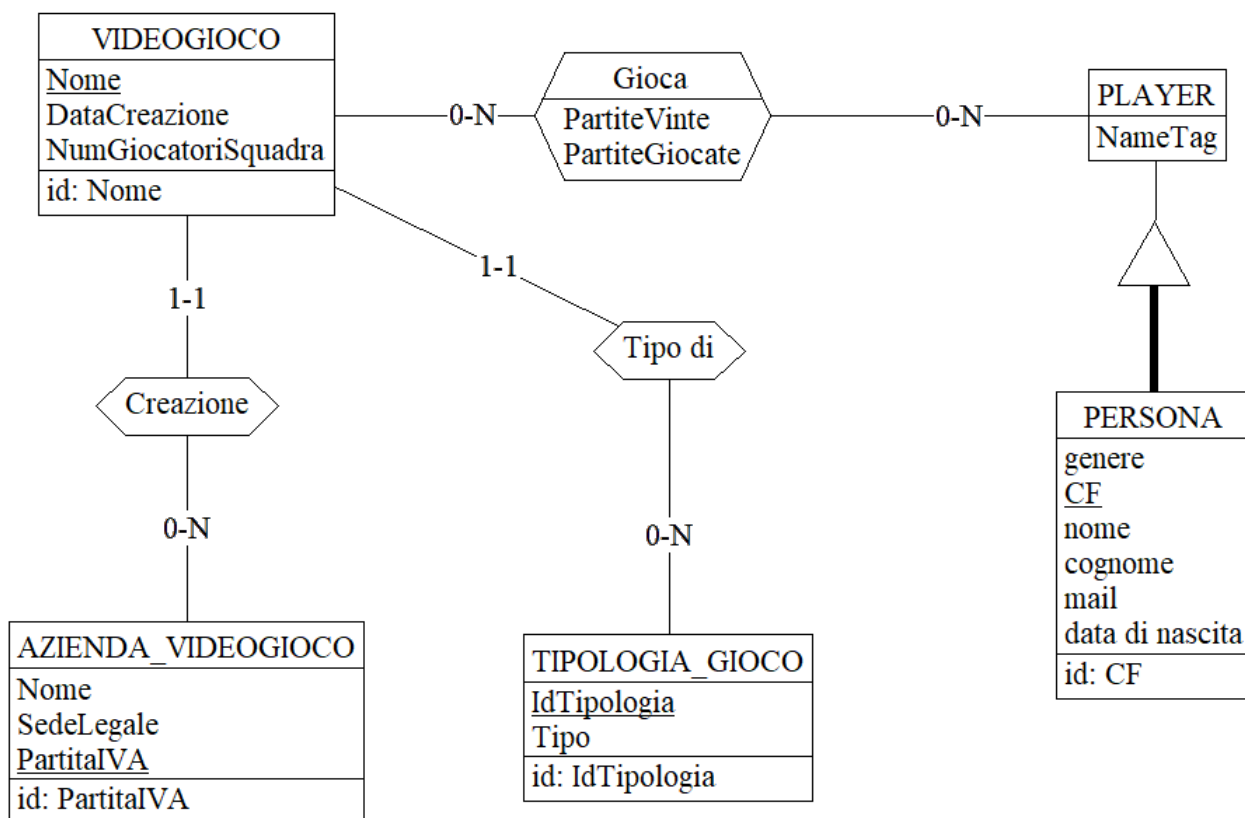 VIDEOGIOCO
Nome
DataCreazione
NumGiocatoriSquadra
id: Nome
0-N
Gioca
PartiteVinte
PartiteGiocate
0-N
PLAYER
NameTag
1-1
1-1
Tipo di
Creazione
0-N
0-N
PERSONA
genere
CF
nome
cognome
mail
data di nascita
id: CF
AZIENDA_VIDEOGIOCO
Nome
SedeLegale
PartitaIVA
id: PartitaIVA
TIPOLOGIA_GIOCO
IdTipologia
Tipo
id: IdTipologia